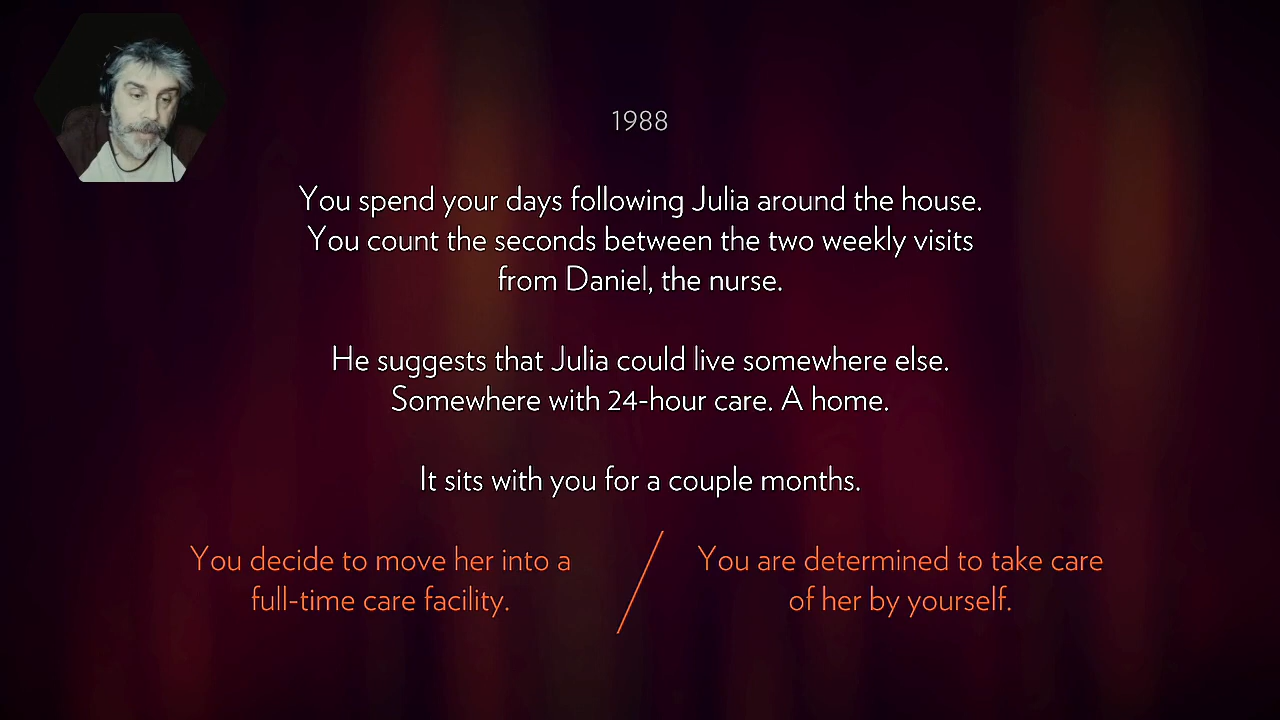 1988
You spend your days following Julia around the house.
You count the seconds between the two weekly visits
from Daniel, the nurse.
He suggests that Julia could live somewhere else.
Somewhere with 24-hour care. A home.
It sits with you for a couple months.
You decide to move her into a
full-time care facility.
You are determined to take care
of her by yourself.